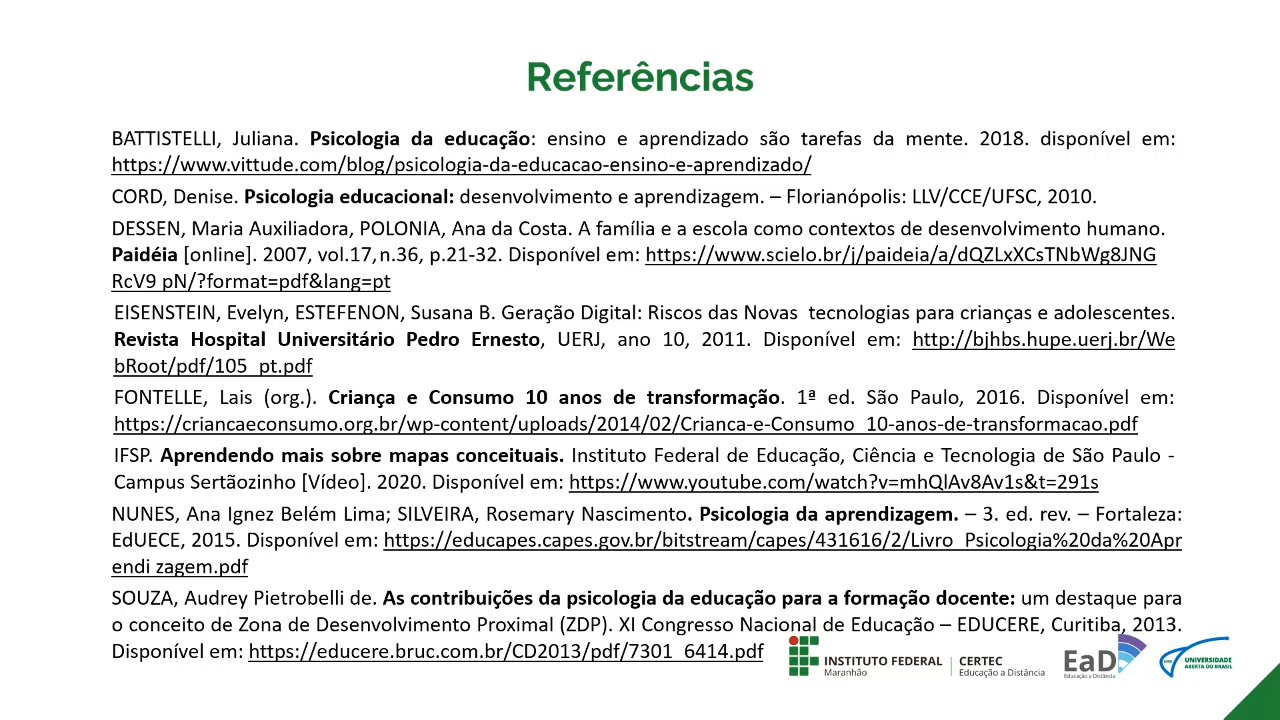 Referências
BATTISTELLI, Juliana. Psicologia da educação: ensino e aprendizado são tarefas da mente. 2018. disponível em:
https://www.vittude.com/blog/psicologia-da-educacao-ensino-e-aprendizado/
CORD, Denise. Psicologia educacional: desenvolvimento e aprendizagem. – Florianópolis: LLV/CCE/UFSC, 2010.
DESSEN, Maria Auxiliadora, POLONIA, Ana da Costa. A família e a escola como contextos de desenvolvimento humano.
Paidéia [online]. 2007, vol.17,n.36, p.21-32. Disponível em: https://www.scielo.br/j/paideia/a/dQZLxXCsTNbWg8JNG
RcV9 pN/?format=pdf&lang=pt
EISENSTEIN, Evelyn, ESTEFENON, Susana B. Geração Digital: Riscos das Novas tecnologias para crianças e adolescentes.
Revista Hospital Universitário Pedro Ernesto, UERJ, ano 10, 2011. Disponível em: http://bjhbs.hupe.uerj.br/We
bRoot/pdf/105_pt.pdf
FONTELLE, Lais (org.). Criança e Consumo 10 anos de transformação. 1ª ed. São Paulo, 2016. Disponível em:
https://criancaeconsumo.org.br/wp-content/uploads/2014/02/Crianca-e-Consumo_10-anos-de-transformacao.pdf
IFSP. Aprendendo mais sobre mapas conceituais. Instituto Federal de Educação, Ciência e Tecnologia de São Paulo -
Campus Sertãozinho [Vídeo]. 2020. Disponível em: https://www.youtube.com/watch?v=mhQlAv8Av1s&t=291s
NUNES, Ana Ignez Belém Lima; SILVEIRA, Rosemary Nascimento. Psicologia da aprendizagem. – 3. ed. rev. – Fortaleza:
EdUECE, 2015. Disponível em: https://educapes.capes.gov.br/bitstream/capes/431616/2/Livro_Psicologia%20da%20Apr
endi zagem.pdf
SOUZA, Audrey Pietrobelli de. As contribuições da psicologia da educação para a formação docente: um destaque para
o conceito de Zona de Desenvolvimento Proximal (ZDP). XI Congresso Nacional de Educação – EDUCERE, Curitiba, 2013.
Disponível em: https://educere.bruc.com.br/CD2013/pdf/7301_6414.pdf
INSTITUTO FEDERAL
Maranhão
CERTEC
Educação a Distância
EaD
Educação a Distância
UAB
UNIVERSIDADE
ABERTA DO BRASIL